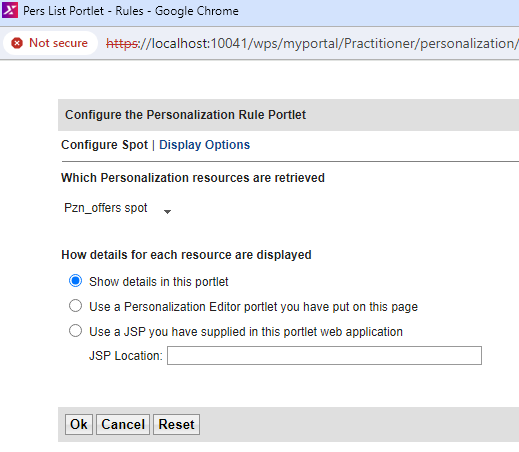 Pers List Portlet - Rules - Google Chrome
Not secure https://localhost:10041/wps/myportal/Practitioner/personalization/
Configure the Personalization Rule Portlet
Configure Spot | Display Options
Which Personalization resources are retrieved
Pzn_offers spot
How details for each resource are displayed
Show details in this portlet
Use a Personalization Editor portlet you have put on this page
Use a JSP you have supplied in this portlet web application
JSP Location:
Ok Cancel Reset